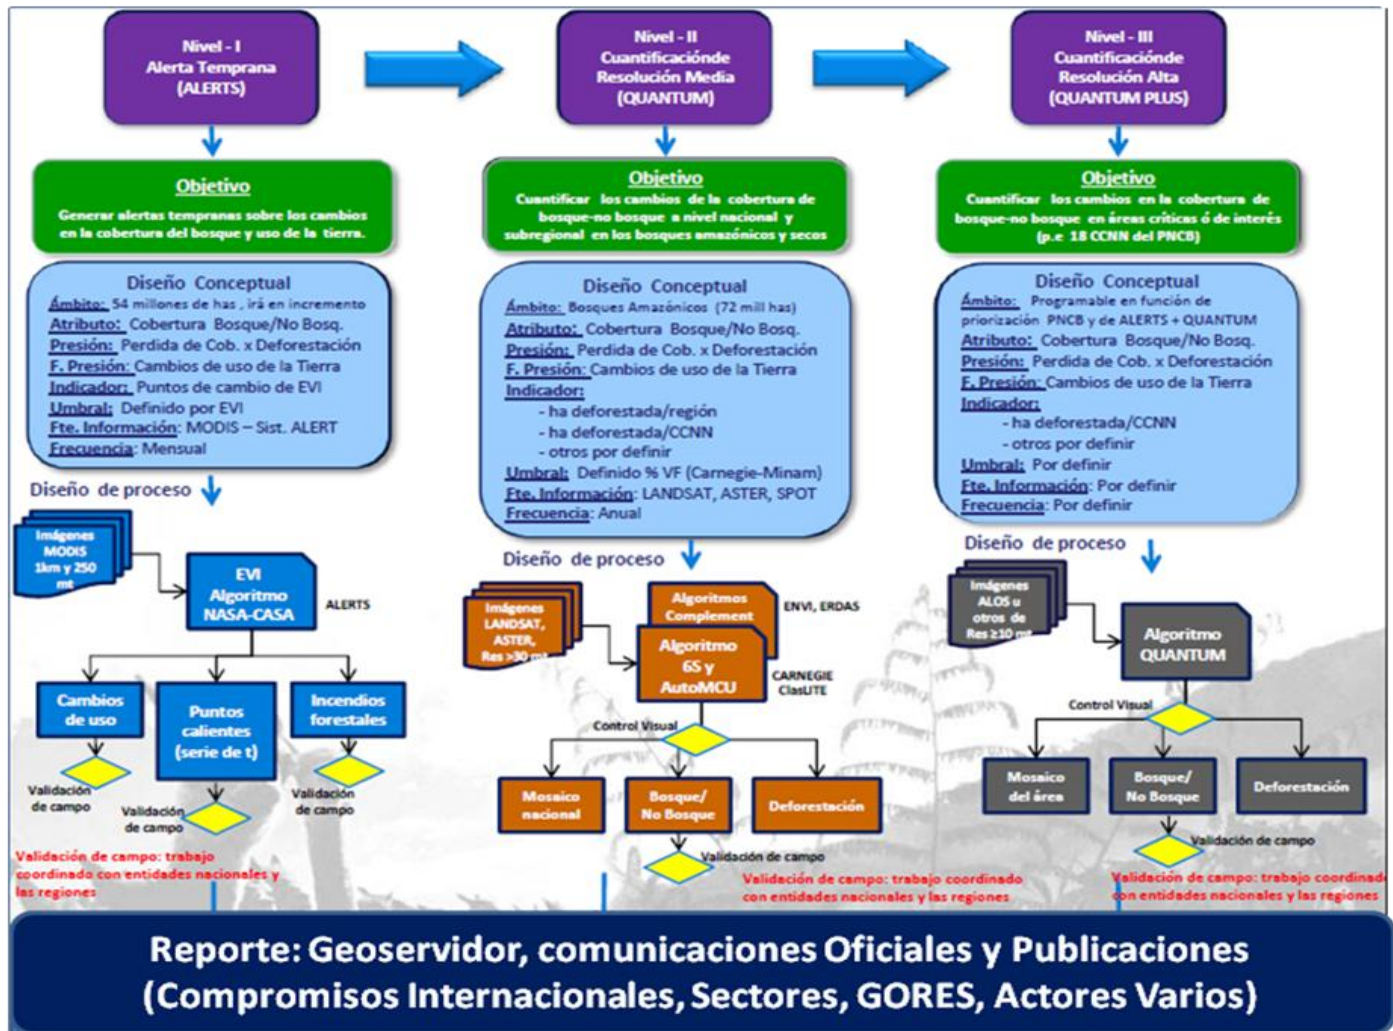 Nivel - I
Alerta Temprana
(ALERTS)
Nivel - II
Cuantificaciónde
Resolución Media
(QUANTUM)
Nivel - III
Cuantificaciónde
Resolución Alta
(QUANTUM PLUS)
Objetivo
Generar alertas tempranas sobre los cambios
en la cobertura del bosque y uso de la tierra.
Objetivo
Cuantificar los cambios de la cobertura de
bosque-no bosque a nivel nacional y
subregional en los bosques amazónicos y secos
Objetivo
Cuantificar los cambios en la cobertura de
bosque-no bosque en áreas críticas ó de interés
(p.e 18 CCNN del PNCB)
Diseño Conceptual
Ámbito: 54 millones de has , irá en incremento
Atributo: Cobertura Bosque/No Bosq.
Presión: Perdida de Cob. x Deforestación
F. Presión: Cambios de uso de la Tierra
Indicador: Puntos de cambio de EVI
Umbral: Definido por EVI
Fte. Información: MODIS – Sist. ALERT
Frecuencia: Mensual
Diseño Conceptual
Ámbito: Bosques Amazónicos (72 mill has)
Atributo: Cobertura Bosque/No Bosq.
Presión: Perdida de Cob. x Deforestación
F. Presión: Cambios de uso de la Tierra
Indicador:
- ha deforestada/región
- ha deforestada/CCNN
- otros por definir
Umbral: Definido % VF (Carnegie-Minam)
Fte. Información: LANDSAT, ASTER, SPOT
Frecuencia: Anual
Diseño Conceptual
Ámbito: Programable en función de
priorización PNCB y de ALERTS + QUANTUM
Atributo: Cobertura Bosque/No Bosq.
Presión: Perdida de Cob. x Deforestación
F. Presión: Cambios de uso de la Tierra
Indicador:
- ha deforestada/CCNN
- otros por definir
Umbral: Por definir
Fte. Información: Por definir
Frecuencia: Por definir
Diseño de proceso
Imágenes
MODIS
1km y 250
mt
EVI
Algoritmo
NASA-CASA
ALERTS
Cambios
de uso
Puntos
calientes
(serie de t)
Incendios
forestales
Validación
de campo
Validación
de campo
Validación
de campo
Validación de campo: trabajo
coordinado con entidades nacionales y
las regiones
Diseño de proceso
Imágenes
LANDSAT,
ASTER,
Res >30 mt
Algoritmos
Complement
ENVI, ERDAS
Algoritmo
6S y
AutoMCU
CARNEGIE
ClasLITE
Control Visual
Mosaico
nacional
Bosque/
No Bosque
Deforestación
Validación de campo
Validación de campo: trabajo coordinado
con entidades nacionales y las regiones
Diseño de proceso
Imágenes
ALOS u
otros de
Res ≥10 mt
Algoritmo
QUANTUM
Control Visual
Mosaico
del área
Bosque/
No Bosque
Deforestación
Validación de campo
Validación de campo: trabajo coordinado
con entidades nacionales y las regiones
Reporte: Geoservidor, comunicaciones Oficiales y Publicaciones
(Compromisos Internacionales, Sectores, GORES, Actores Varios)